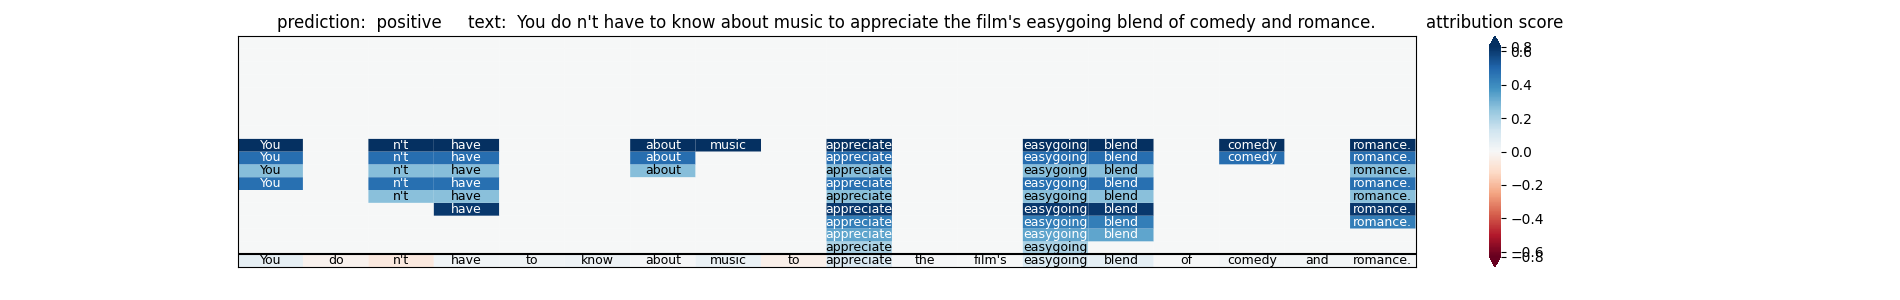 prediction:  positive     text:  You do n't have to know about music to appreciate the film's easygoing blend of comedy and romance.
attribution score
You n't have about music appreciate easygoing blend comedy romance.
You n't have about appreciate easygoing blend comedy romance.
You n't have about appreciate easygoing blend romance.
You n't have appreciate easygoing blend romance.
n't have appreciate easygoing blend romance.
have appreciate easygoing blend romance.
appreciate easygoing blend romance.
appreciate easygoing blend
appreciate easygoing
You do n't have to know about music to appreciate the film's easygoing blend of comedy and romance.
0.8
0.6
0.4
0.2
0.0
−0.2
−0.4
−0.6
−0.8